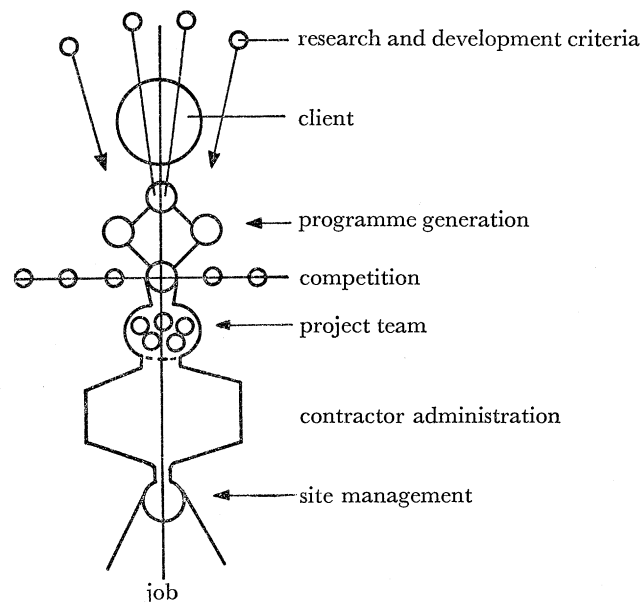 research and development criteria
client
programme generation
competition
project team
contractor administration
site management
job